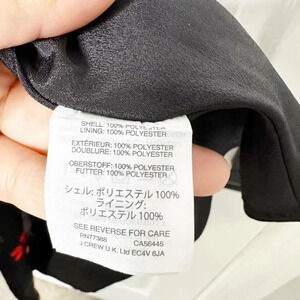 SHELL: 100% POLYESTER
LINING: 100% POLYESTER
EXTÉRIEUR: 100% POLYESTER
DOUBLURE: 100% POLYESTER
OBERSTOFF: 100% POLYESTER
FUTTER: 100% POLYESTER
シェル: ポリエステル 100%
ライニング:
ポリエステル 100%
SEE REVERSE FOR CARE
RN77388 CA56445
J.CREW U.K. Ltd EC4V 6JA